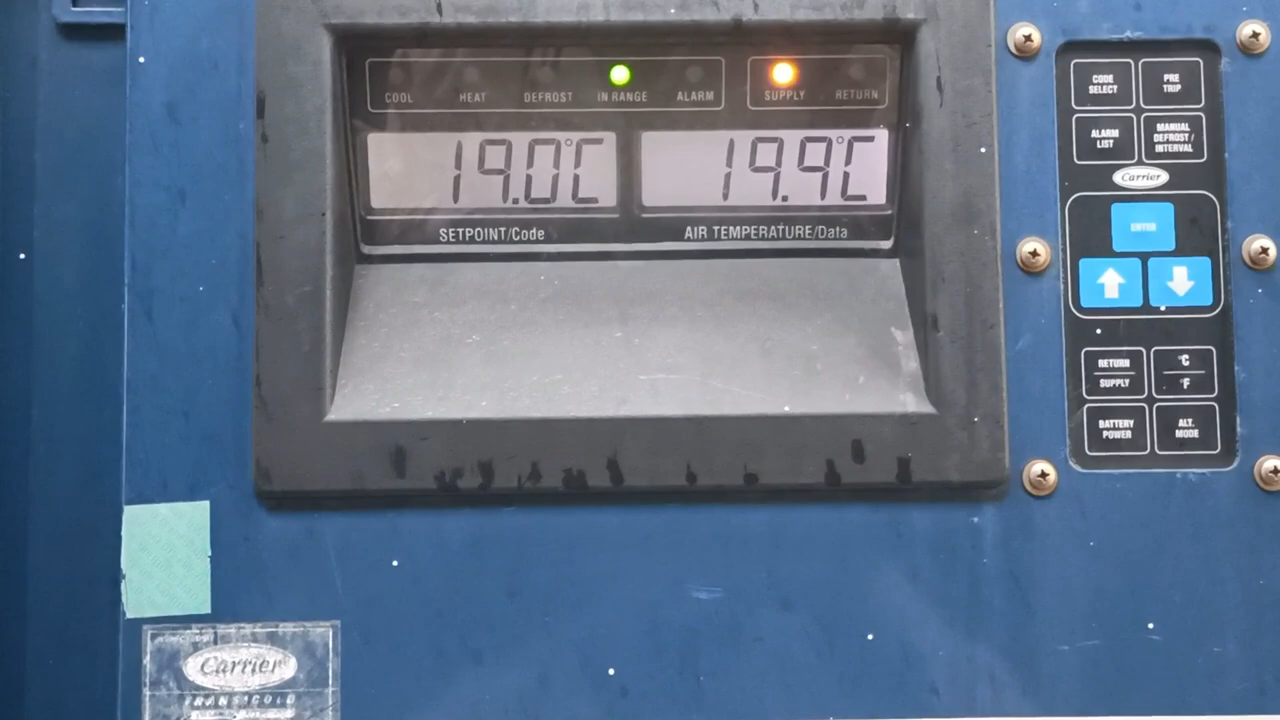 COOL HEAT DEFROST IN RANGE ALARM SUPPLY RETURN
19.0°C 19.9°C
SETPOINT/Code AIR TEMPERATURE/Data
CODE SELECT
PRE TRIP
ALARM LIST
MANUAL DEFROST / INTERVAL
Carrier
ENTER
RETURN
SUPPLY
°C
°F
BATTERY POWER
ALT. MODE
Carrier
TRANSICOLD